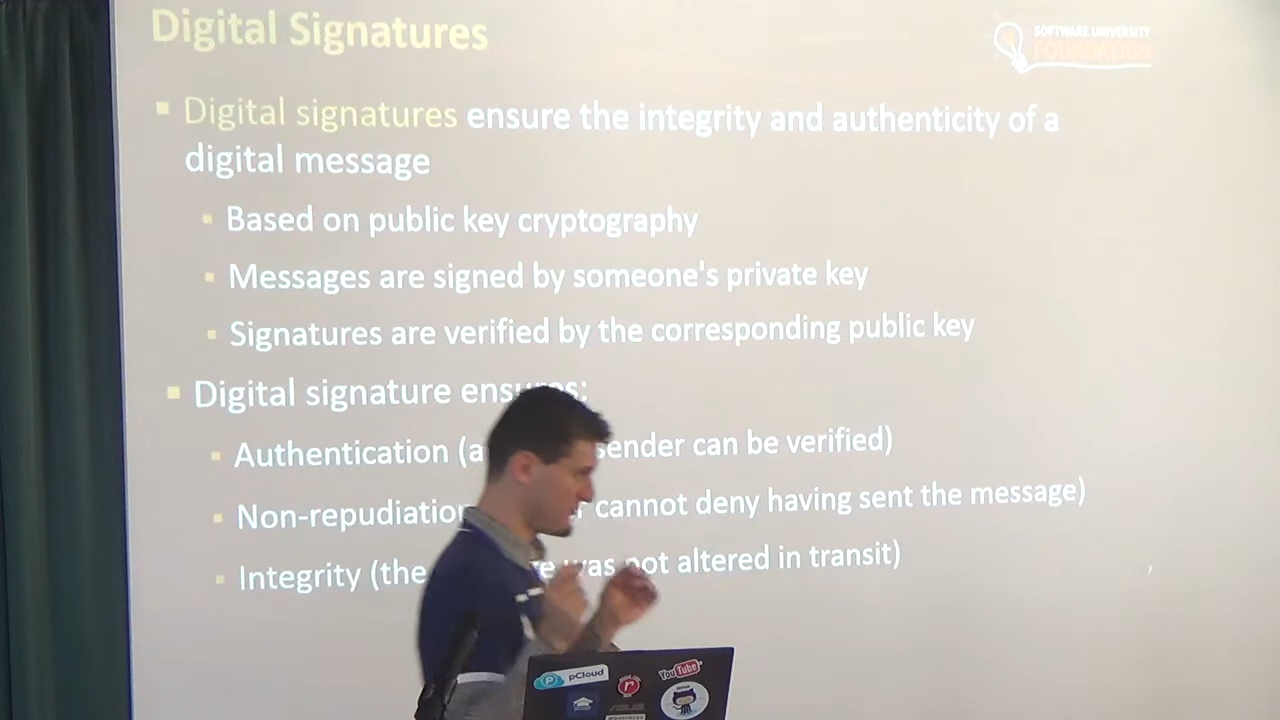 Digital Signatures
SOFTWARE UNIVERSITY
FOUNDATION
Digital signatures ensure the integrity and authenticity of a
digital message
Based on public key cryptography
Messages are signed by someone's private key
Signatures are verified by the corresponding public key
Digital signature ensures:
Authentication (a sender can be verified)
Non-repudiation cannot deny having sent the message)
Integrity (the was not altered in transit)
pCloud
YouTube
ASUS